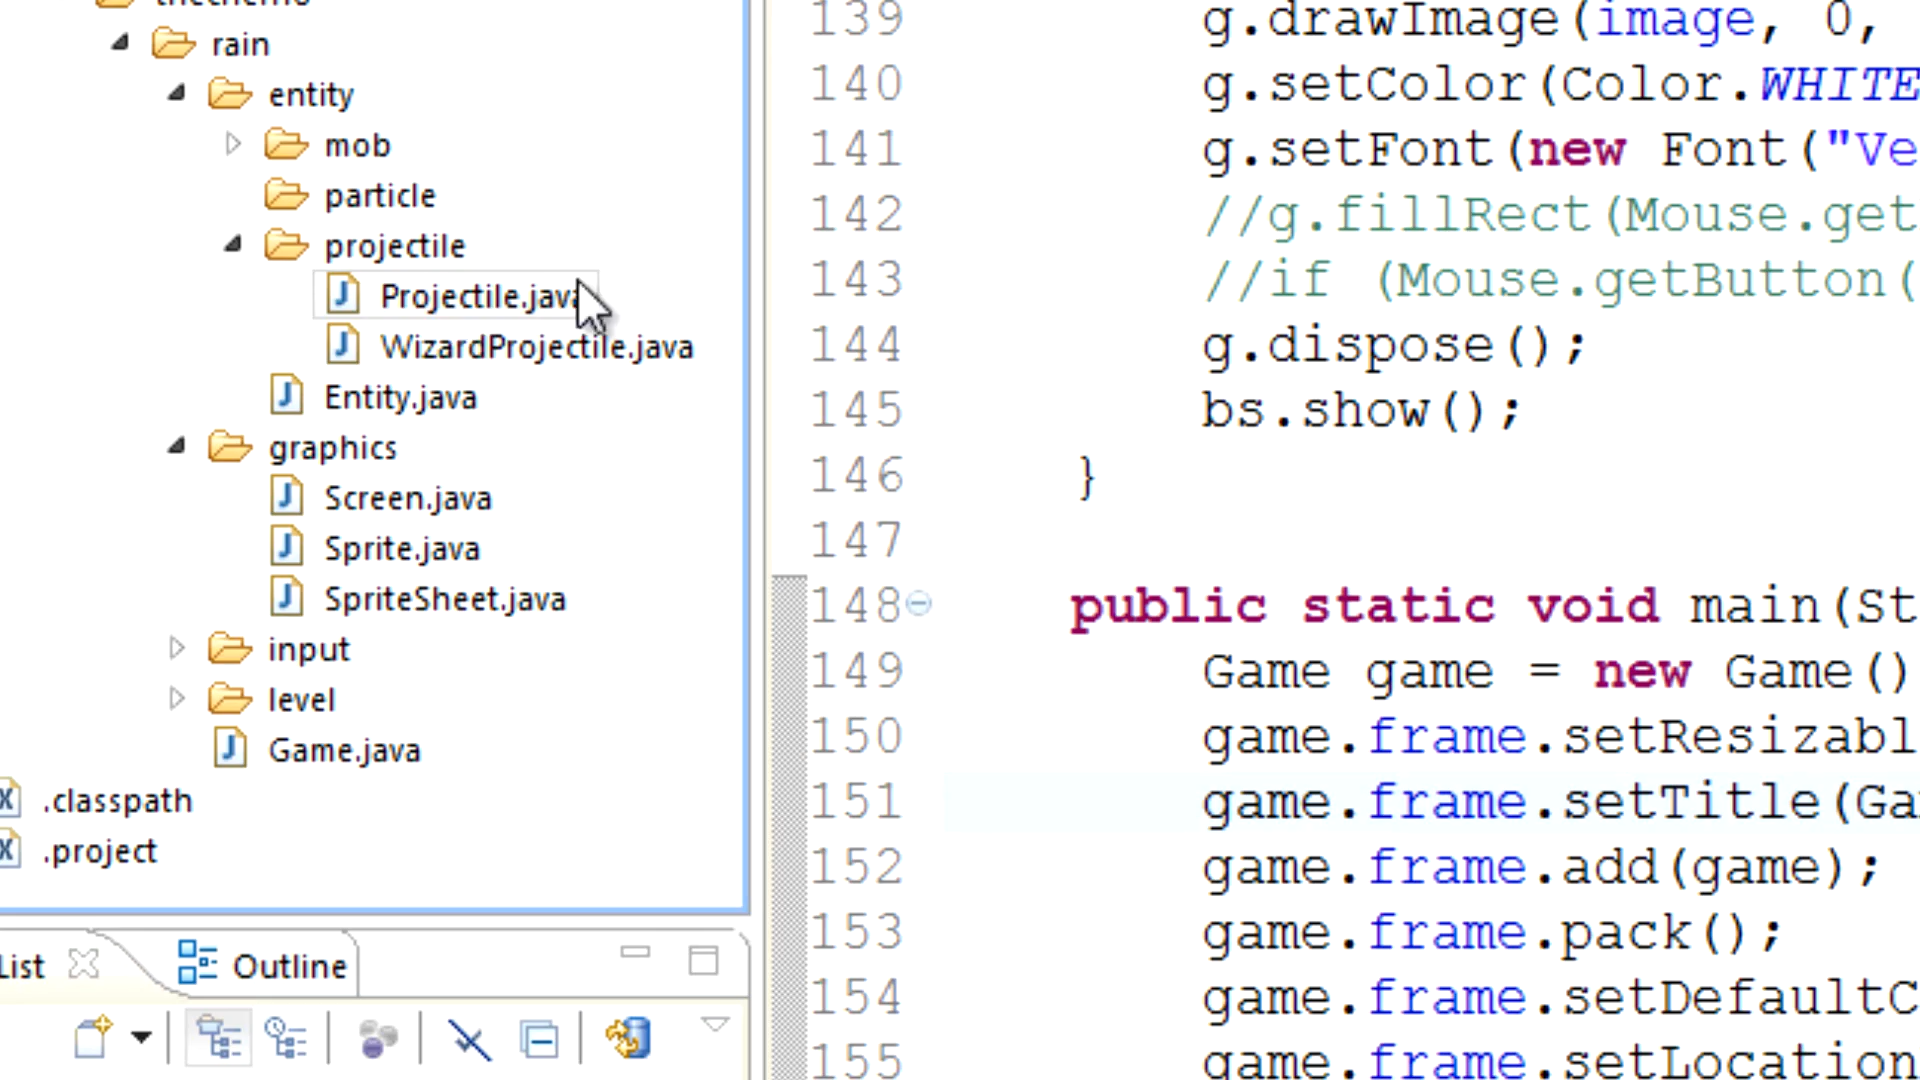 rain
entity
mob
particle
projectile
Projectile.java
WizardProjectile.java
Entity.java
graphics
Screen.java
Sprite.java
SpriteSheet.java
input
level
Game.java
.classpath
.project
List
Outline
139 g.drawImage(image, 0,
140 g.setColor(Color.WHITE
141 g.setFont(new Font("Ve
142 //g.fillRect(Mouse.get
143 //if (Mouse.getButton(
144 g.dispose();
145 bs.show();
146 }
147
148 public static void main(St
149 Game game = new Game()
150 game.frame.setResizabl
151 game.frame.setTitle(Ga
152 game.frame.add(game);
153 game.frame.pack();
154 game.frame.setDefaultC
155 game.frame.setLocation